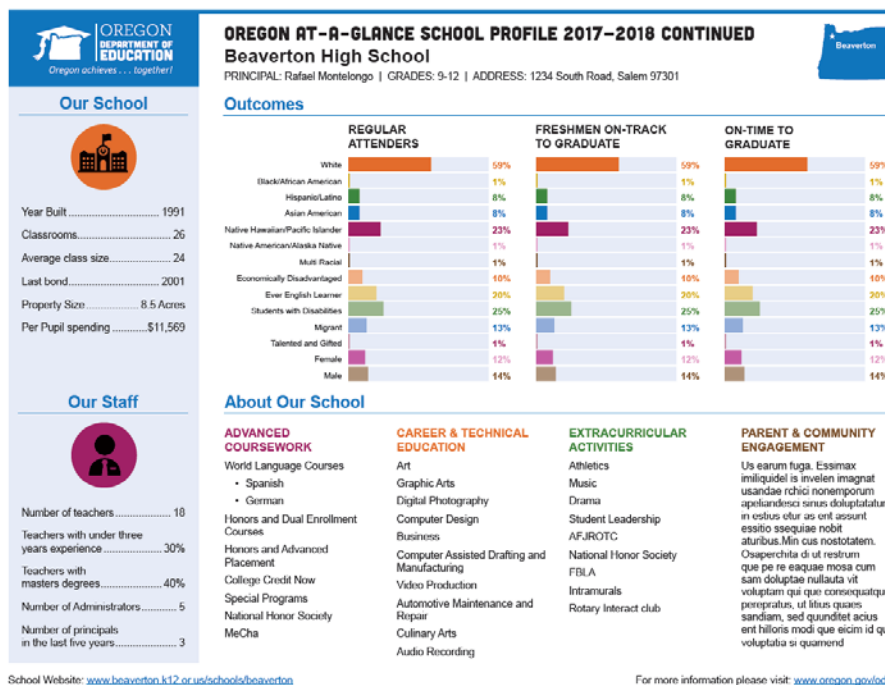 OREGON
DEPARTMENT OF
EDUCATION
Oregon achieves . . . together!
OREGON AT-A-GLANCE SCHOOL PROFILE 2017-2018 CONTINUED
Beaverton High School
PRINCIPAL: Rafael Montelongo | GRADES: 9-12 | ADDRESS: 1234 South Road, Salem 97301
Beaverton
Our School
Year Built 1991
Classrooms 26
Average class size 24
Last bond 2001
Property Size 8.5 Acres
Per Pupil spending $11,569
Our Staff
Number of teachers 18
Teachers with under three
years experience 30%
Teachers with
masters degrees 40%
Number of Administrators 5
Number of principals
in the last five years 3
Outcomes
REGULAR
ATTENDERS
FRESHMEN ON-TRACK
TO GRADUATE
ON-TIME TO
GRADUATE
White 59% 59% 59%
Black/African American 1% 1% 1%
Hispanic/Latino 8% 8% 8%
Asian American 8% 8% 8%
Native Hawaiian/Pacific Islander 23% 23% 23%
Native American/Alaska Native 1% 1% 1%
Multi Racial 1% 1% 1%
Economically Disadvantaged 10% 10% 10%
Ever English Learner 20% 20% 20%
Students with Disabilities 25% 25% 25%
Migrant 13% 13% 13%
Talented and Gifted 1% 1% 1%
Female 12% 12% 12%
Male 14% 14% 14%
About Our School
ADVANCED
COURSEWORK
World Language Courses
• Spanish
• German
Honors and Dual Enrollment
Courses
Honors and Advanced
Placement
College Credit Now
Special Programs
National Honor Society
MeCha
CAREER & TECHNICAL
EDUCATION
Art
Graphic Arts
Digital Photography
Computer Design
Business
Computer Assisted Drafting and
Manufacturing
Video Production
Automotive Maintenance and
Repair
Culinary Arts
Audio Recording
EXTRACURRICULAR
ACTIVITIES
Athletics
Music
Drama
Student Leadership
AFJROTC
National Honor Society
FBLA
Intramurals
Rotary Interact club
PARENT & COMMUNITY
ENGAGEMENT
Us earum fuga. Essimax
imiliquidel is invelen imagnat
usandae rchici nonemporum
apeliandesci sinus doluptatatur
in estius etur as ent assunt
essitio ssequiae nobit
aturibus.Min cus nostotatem.
Osaperchita di ut restrum
que pe re eaquae mosa cum
sam doluptae nullauta vit
voluptam qui que consequatqu
perepratus, ut litius quaes
sandiam, sed quunditet acius
ent hilloris modi que eicim id qu
voluptatia si quamend
School Website: www.beaverton.k12.or.us/schools/beaverton
For more information please visit: www.oregon.gov/od